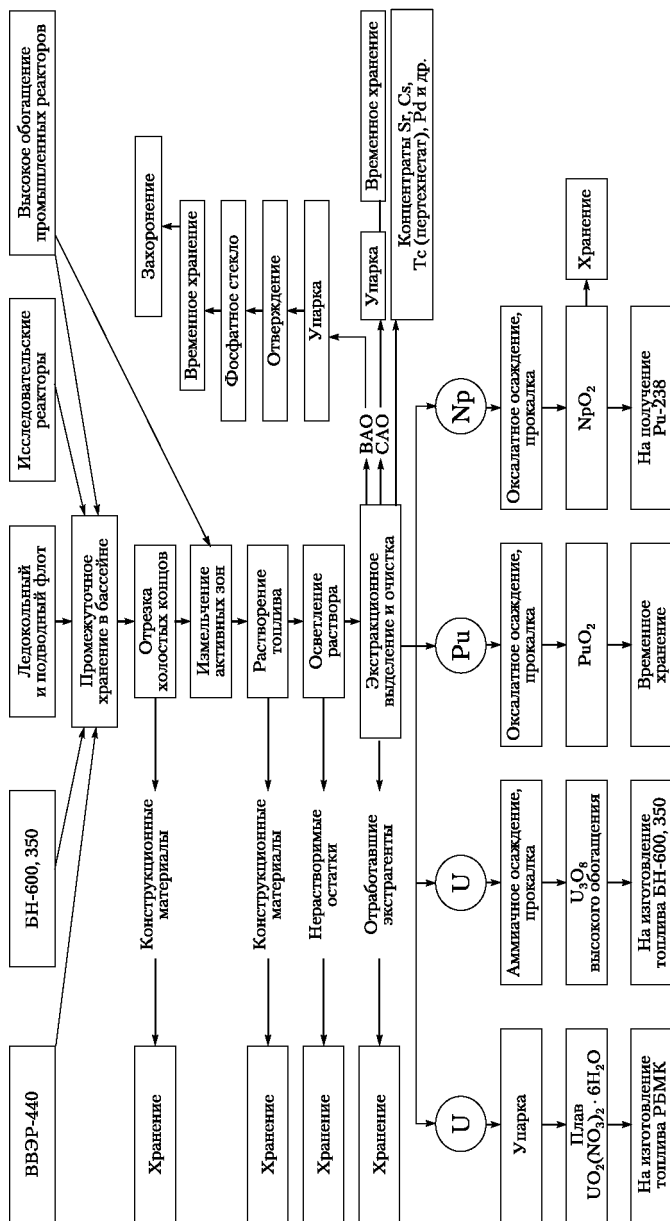 ВВЭР-440
БН-600, 350
Ледокольный
и подводный флот
Исследовательские
реакторы
Высокое обогащение
промышленных реакторов
Промежуточное
хранение в бассейне
Хранение
Конструкционные
материалы
Отрезка
холостых концов
Захоронение
Временное хранение
Измельчение
активных зон
Фосфатное стекло
Хранение
Конструкционные
материалы
Растворение
топлива
Отверждение
Хранение
Нерастворимые
остатки
Осветление
раствора
Упарка
Хранение
Отработавшие
экстрагенты
Экстракционное
выделение и очистка
ВАО
САО
Упарка
Временное хранение
Концентраты Sr, Cs,
Tc (пертехнетат), Pd и др.
U
U
Pu
Np
Упарка
Аммиачное осаждение,
прокалка
Оксалатное осаждение,
прокалка
Оксалатное осаждение,
прокалка
Плав
UO₂(NO₃)₂ · 6H₂O
U₃O₈
высокого обогащения
PuO₂
NpO₂
Хранение
На изготовление
топлива РБМК
На изготовление
топлива БН-600, 350
Временное
хранение
На получение
Pu-238